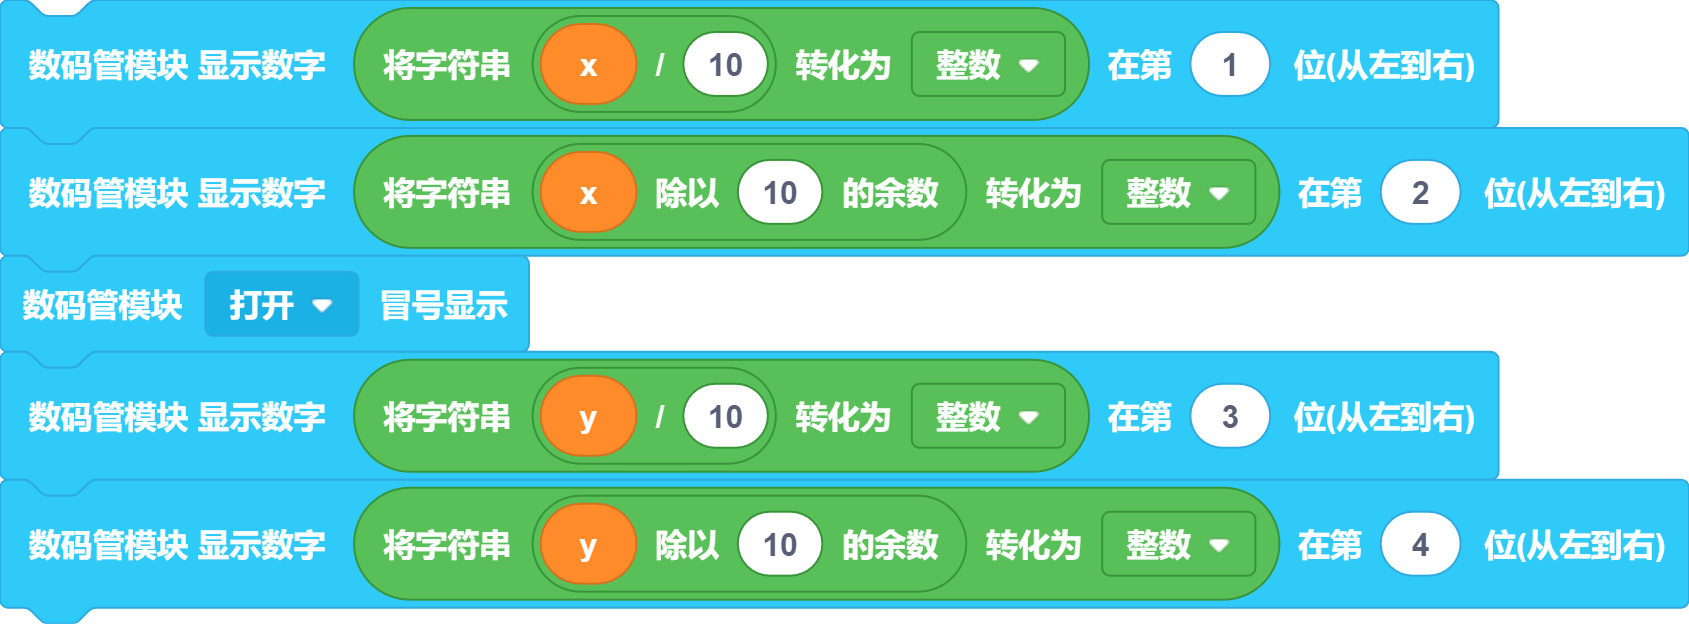 数码管模块 显示数字 将字符串 x / 10 转化为 整数 在第 1 位(从左到右)
数码管模块 显示数字 将字符串 x 除以 10 的余数 转化为 整数 在第 2 位(从左到右)
数码管模块 打开 冒号显示
数码管模块 显示数字 将字符串 y / 10 转化为 整数 在第 3 位(从左到右)
数码管模块 显示数字 将字符串 y 除以 10 的余数 转化为 整数 在第 4 位(从左到右)